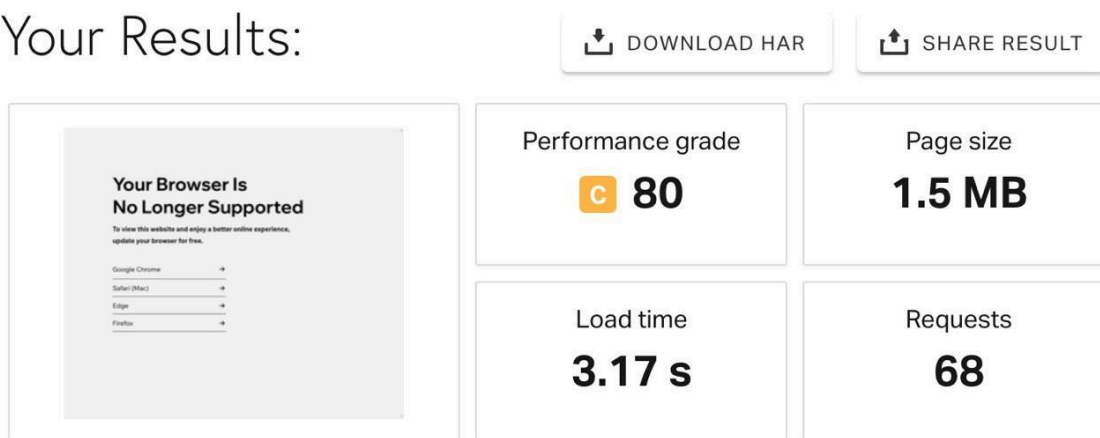 Your Results:
DOWNLOAD HAR
SHARE RESULT
Your Browser Is
No Longer Supported
To view this website and enjoy a better online experience,
update your browser for free.
Google Chrome
Safari (Mac)
Edge
Firefox
Performance grade
C 80
Page size
1.5 MB
Load time
3.17 s
Requests
68